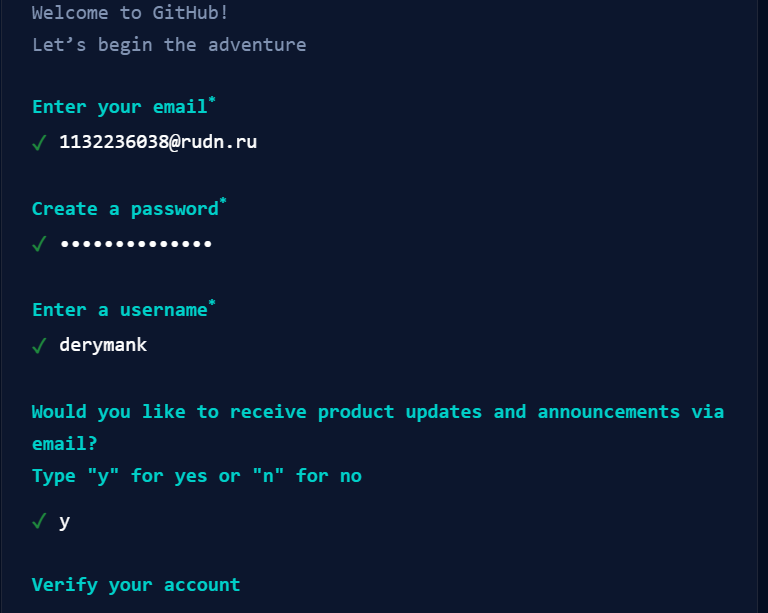 Welcome to GitHub!
Let’s begin the adventure
Enter your email*
✓ 1132236038@rudn.ru
Create a password*
✓ ••••••••••••••
Enter a username*
✓ derymank
Would you like to receive product updates and announcements via
email?
Type "y" for yes or "n" for no
✓ y
Verify your account